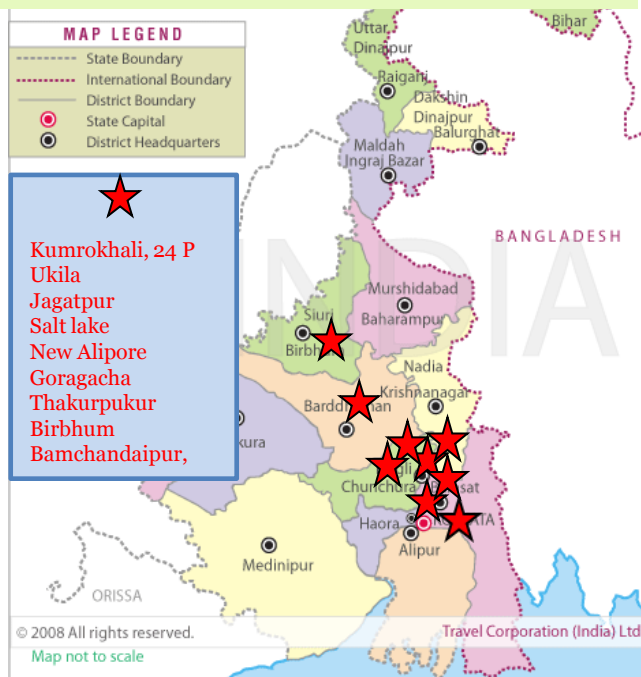 Bihar
MAP LEGEND
State Boundary
International Boundary
District Boundary
State Capital
District Headquarters
Uttar
Dinajpur
Raiganj
Dakshin
Dinajpur
Balurghat
Maldah
Ingraj Bazar
BANGLADESH
INDIA
Kumrokhali, 24 P
Ukila
Jagatpur
Salt lake
New Alipore
Goragacha
Thakurpukur
Birbhum
Bamchandaipur,
Murshidabad
Baharampur
Siuri
Nadia
Krishnanagar
Chunchura
Haora
Alipur
Medinipur
ORISSA
© 2008 All rights reserved.
Travel Corporation (India) Ltd
Map not to scale